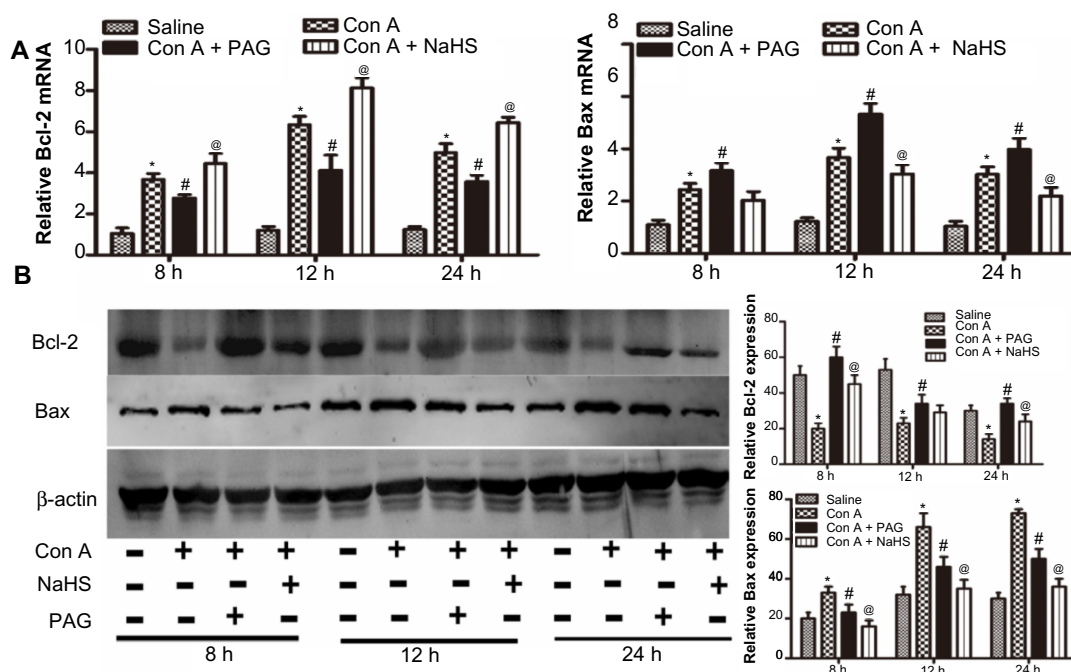 A
Saline
Con A
Con A + PAG
Con A + NaHS
Relative Bcl-2 mRNA
10
8
6
4
2
0
* # @
* # @
* # @
8 h 12 h 24 h
Saline
Con A
Con A + PAG
Con A + NaHS
Relative Bax mRNA
8
6
4
2
0
* #
* # @
* # @
8 h 12 h 24 h
B
Bcl-2
Bax
β-actin
Con A - + + + - + + + - + + +
NaHS - - - + - - - + - - - +
PAG - - + - - - + - - - + -
8 h 12 h 24 h
Relative Bcl-2 expression
Saline
Con A
Con A + PAG
Con A + NaHS
80
60
40
20
0
* # @
* #
* # @
8 h 12 h 24 h
Relative Bax expression
Saline
Con A
Con A + PAG
Con A + NaHS
80
60
40
20
0
* # @
* # @
* # @
8 h 12 h 24 h